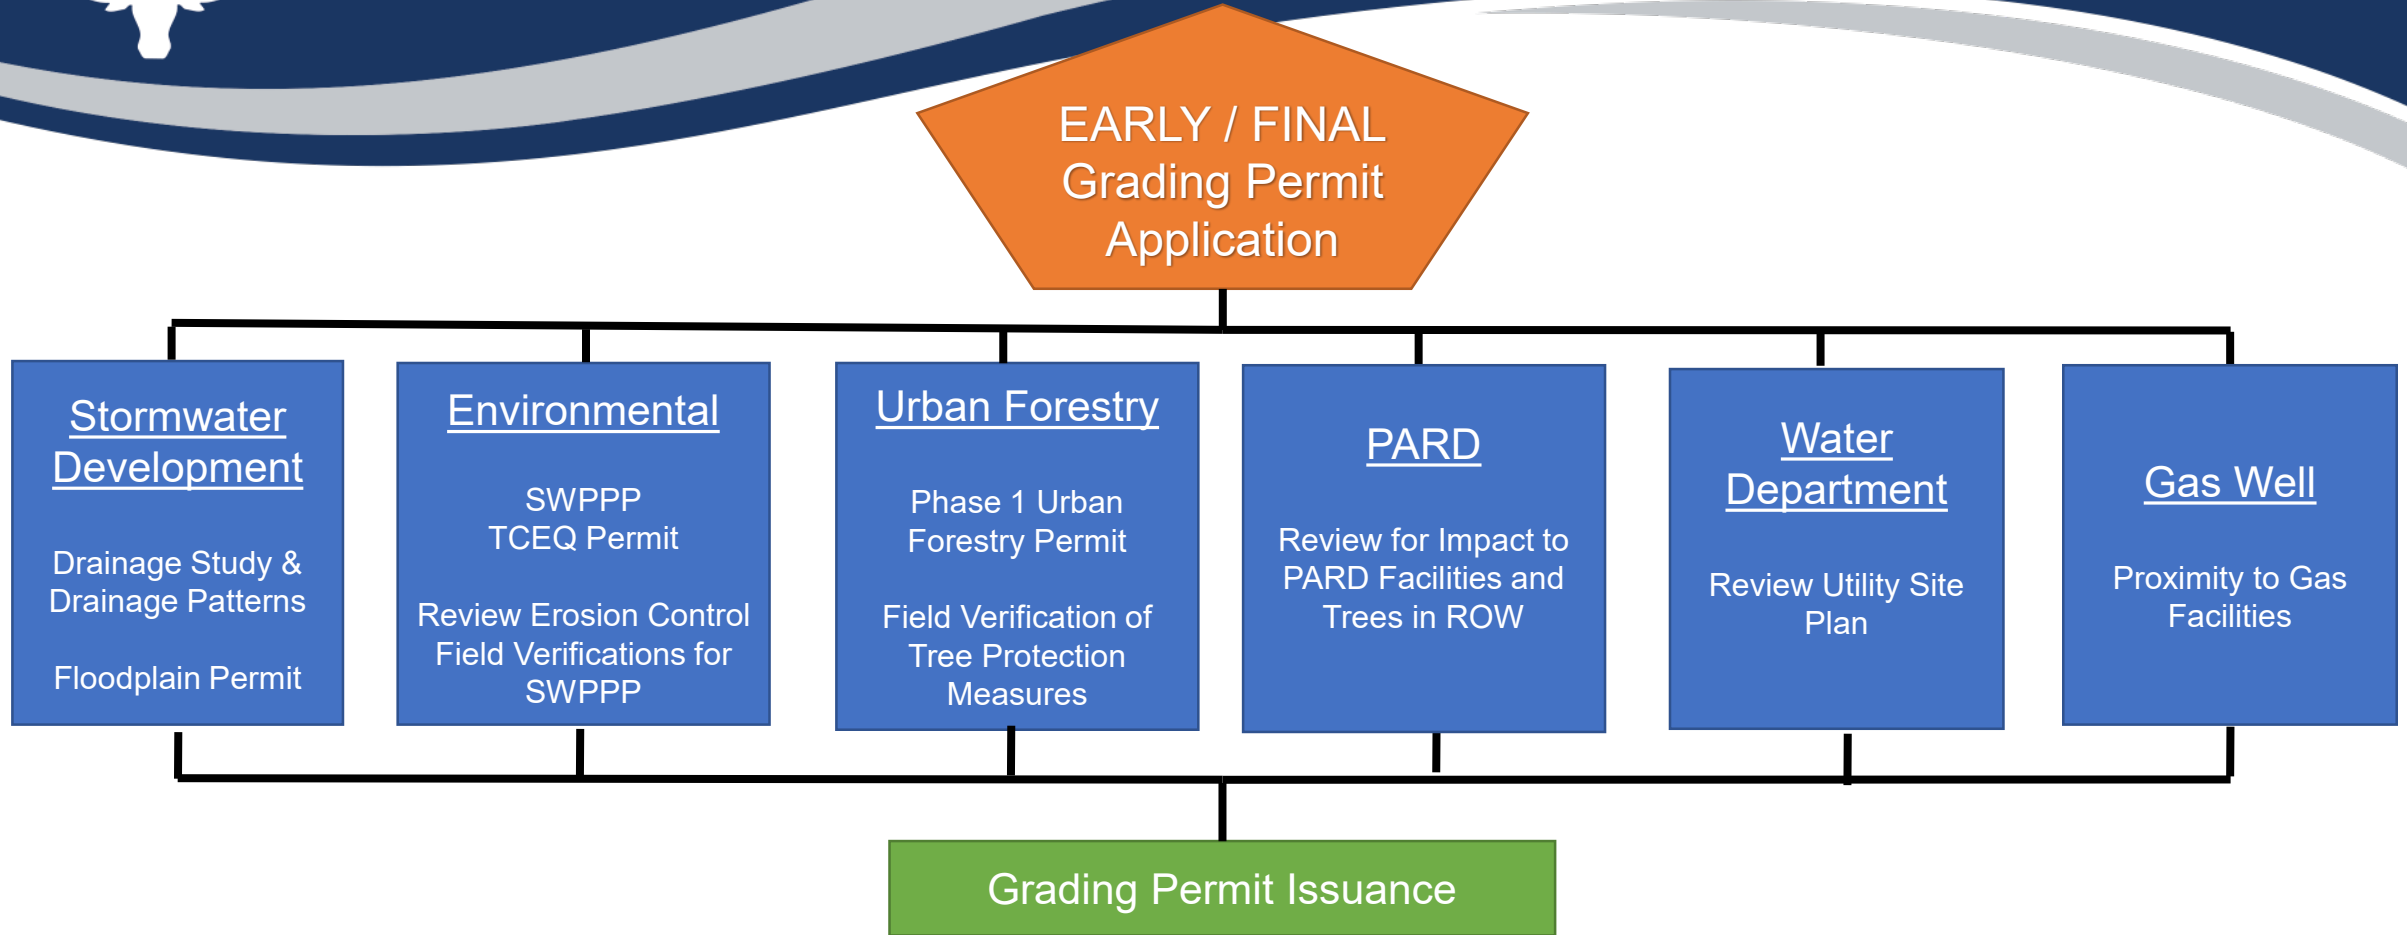 EARLY / FINAL
Grading Permit
Application
Stormwater
Development
Drainage Study &
Drainage Patterns
Floodplain Permit
Environmental
SWPPP
TCEQ Permit
Review Erosion Control
Field Verifications for
SWPPP
Urban Forestry
Phase 1 Urban
Forestry Permit
Field Verification of
Tree Protection
Measures
PARD
Review for Impact to
PARD Facilities and
Trees in ROW
Water
Department
Review Utility Site
Plan
Gas Well
Proximity to Gas
Facilities
Grading Permit Issuance